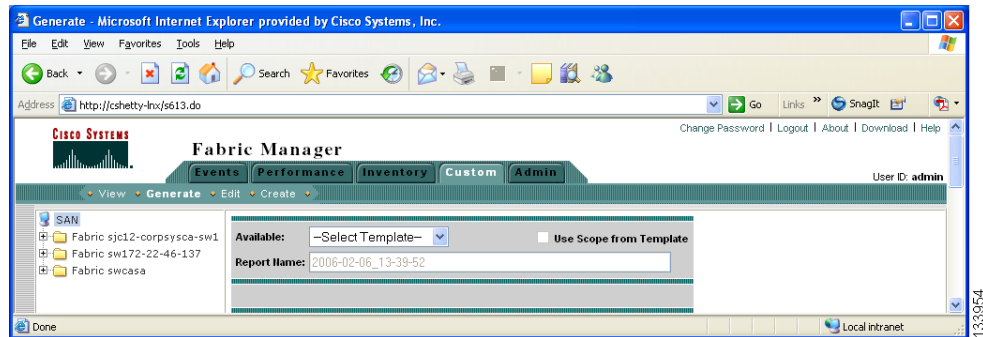 Generate - Microsoft Internet Explorer provided by Cisco Systems, Inc.
File Edit View Favorites Tools Help
Back Search Favorites
Address http://cshetty-lnx/s613.do Go Links » SnagIt
Change Password | Logout | About | Download | Help
CISCO SYSTEMS
Fabric Manager
Events Performance Inventory Custom Admin
User ID: admin
View Generate Edit Create
SAN
Fabric sjc12-corpsysca-sw1
Fabric sw172-22-46-137
Fabric swcasa
Available: --Select Template-- Use Scope from Template
Report Name: 2006-02-06_13-39-52
Done Local intranet
133954